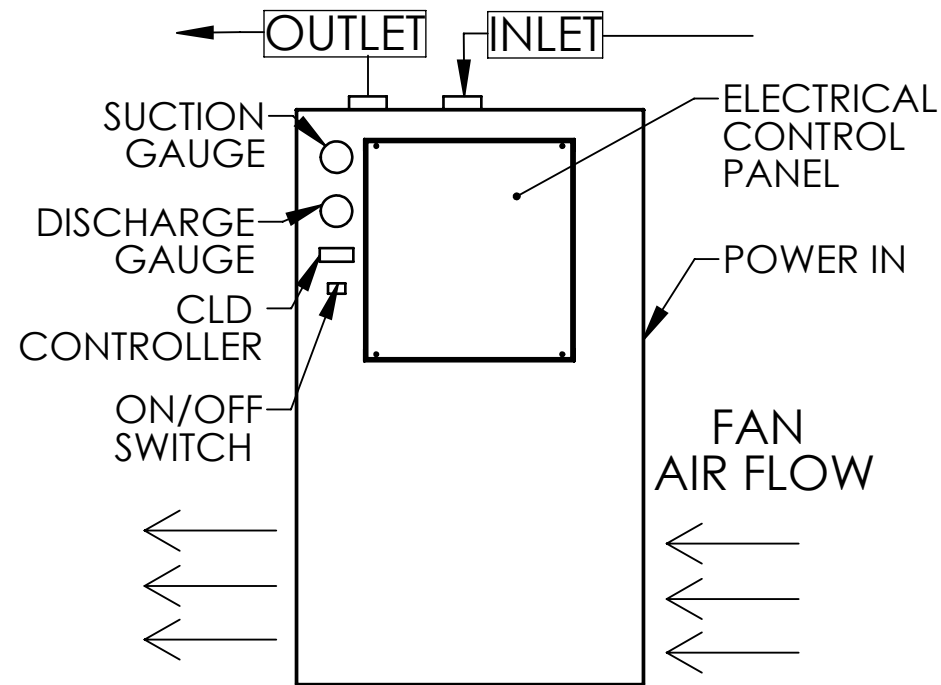 OUTLET
INLET
SUCTION
GAUGE
ELECTRICAL
CONTROL
PANEL
DISCHARGE
GAUGE
POWER IN
CLD
CONTROLLER
ON/OFF
SWITCH
FAN
AIR FLOW